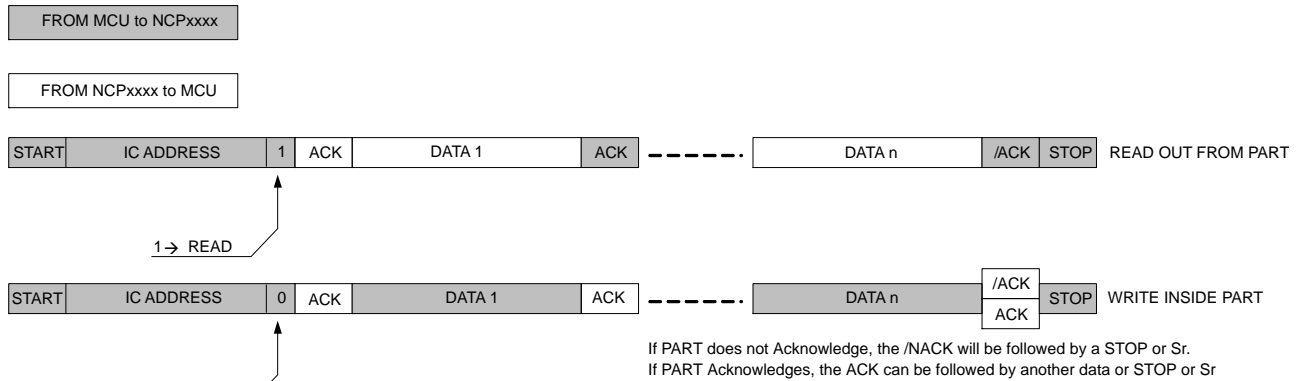 FROM MCU to NCPxxxx
FROM NCPxxxx to MCU
START IC ADDRESS 1 ACK DATA 1 ACK DATA n /ACK STOP READ OUT FROM PART
1→ READ
START IC ADDRESS 0 ACK DATA 1 ACK DATA n /ACK ACK STOP WRITE INSIDE PART
If PART does not Acknowledge, the /NACK will be followed by a STOP or Sr.
If PART Acknowledges, the ACK can be followed by another data or STOP or Sr